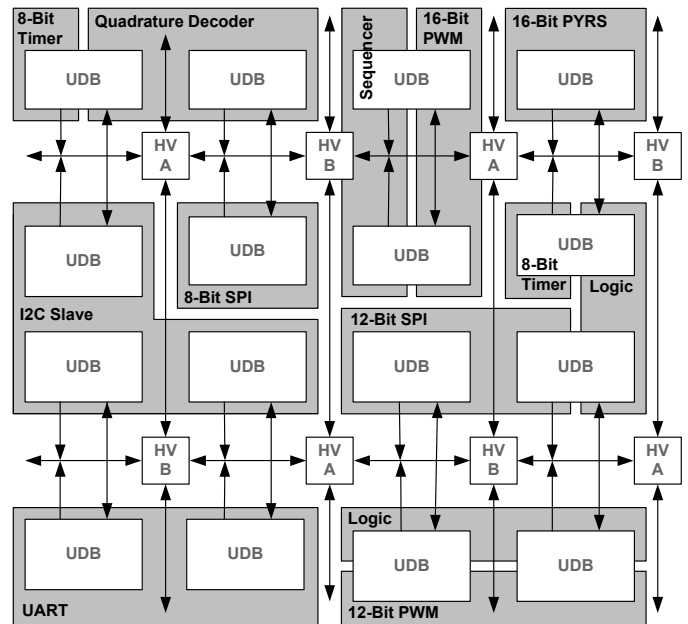 8-Bit
Timer
Quadrature Decoder
Sequencer
16-Bit
PWM
16-Bit PYRS
UDB
UDB
UDB
UDB
HV
A
HV
B
HV
A
HV
B
UDB
UDB
UDB
UDB
8-Bit SPI
8-Bit
Timer
Logic
I2C Slave
12-Bit SPI
UDB
UDB
UDB
UDB
HV
B
HV
A
HV
B
HV
A
Logic
UDB
UDB
UDB
UDB
UART
12-Bit PWM